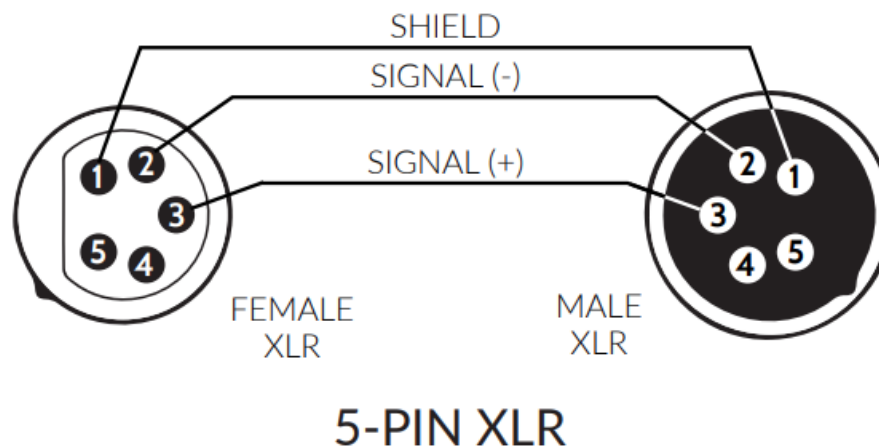 SHIELD
SIGNAL (-)
SIGNAL (+)
1
2
3
4
5
2
1
3
4
5
FEMALE
XLR
MALE
XLR
5-PIN XLR